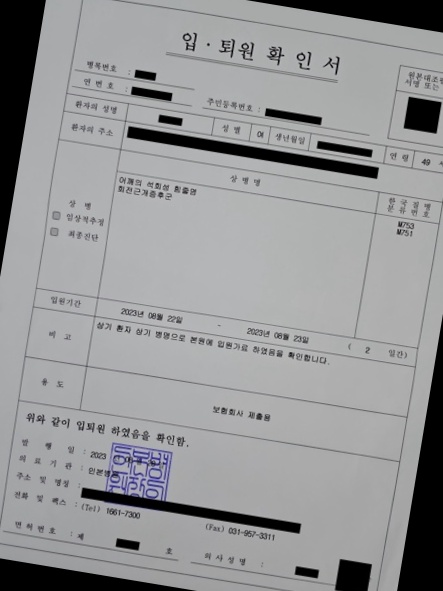 입 · 퇴원 확 인 서
원본대조필
서명 또는
병록번호 :
연 번 호 :
주민등록번호 :
환자의 성명
성 별
여
생년월일
연 령
49
환자의 주소
상 병 명
한국질병
분류번호
상 병
임상적추정
최종진단
어깨의 석회성 힘줄염
회전근개증후군
M753
M751
입원기간
2023년 08월 22일
-
2023년 08월 23일
( 2 일간)
비 고
상기 환자 상기 병명으로 본원에 입원가료 하였음을 확인합니다.
용 도
보험회사 제출용
위와 같이 입퇴원 하였음을 확인함.
발 행 일 : 2023
의 료 기 관 : 인본병원
주소 및 명칭 :
전화 및 팩스 : (Tel) 1661-7300
(Fax) 031-957-3311
면허번호 : 제
호
의 사 성 명 :